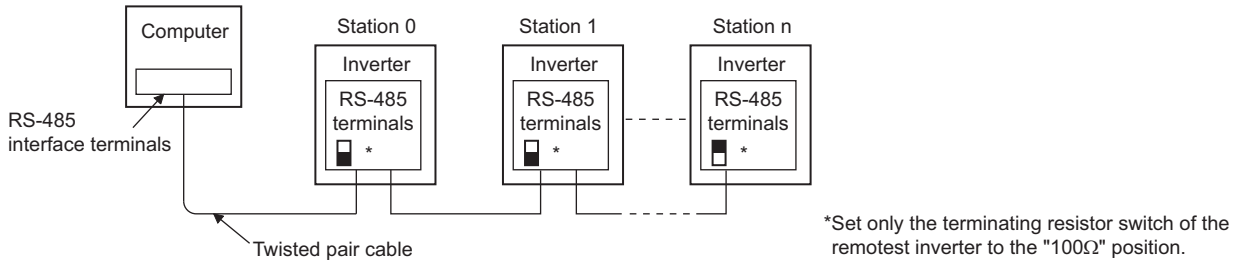 Computer
RS-485
interface terminals
Station 0
Inverter
RS-485
terminals
*
Station 1
Inverter
RS-485
terminals
*
Station n
Inverter
RS-485
terminals
*
Twisted pair cable
*Set only the terminating resistor switch of the
remotest inverter to the "100Ω" position.